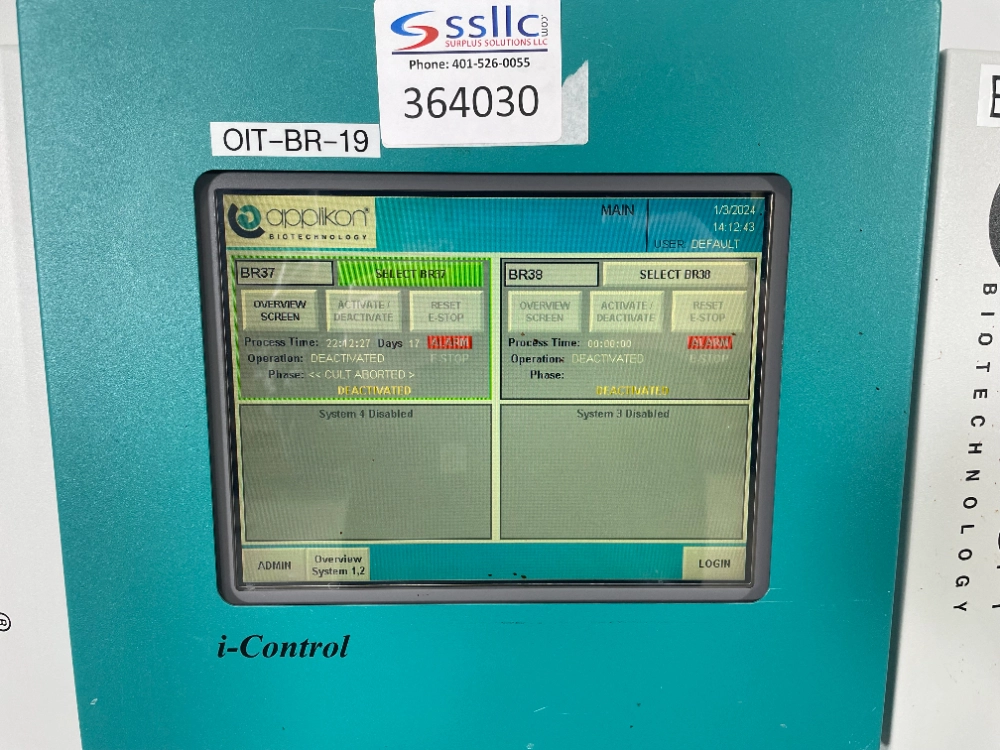 ssllc.com
SURPLUS SOLUTIONS LLC
Phone: 401-526-0055
364030
OIT-BR-19
applikon®
BIOTECHNOLOGY
MAIN
1/3/2024
14:12:43
USER: DEFAULT
BR37
SELECT BR37
OVERVIEW SCREEN
ACTIVATE / DEACTIVATE
RESET E-STOP
Process Time: 22:12:27 Days 17 ALARM
Operation: DEACTIVATED E-STOP
Phase: << CULT ABORTED >
DEACTIVATED
BR38
SELECT BR38
OVERVIEW SCREEN
ACTIVATE / DEACTIVATE
RESET E-STOP
Process Time: 00:00:00 ALARM
Operation: DEACTIVATED E-STOP
Phase:
DEACTIVATED
System 4 Disabled
System 3 Disabled
ADMIN
Overview
System 1,2
LOGIN
i-Control
BIOTECHNOLOGY
®